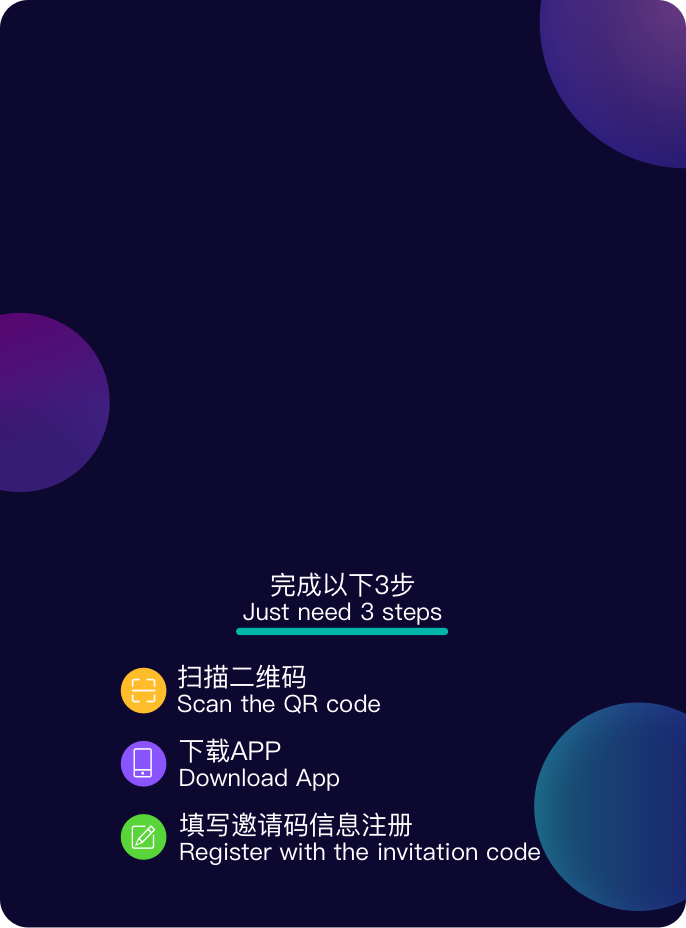 完成以下3步
Just need 3 steps
扫描二维码
Scan the QR code
下载APP
Download App
填写邀请码信息注册
Register with the invitation code